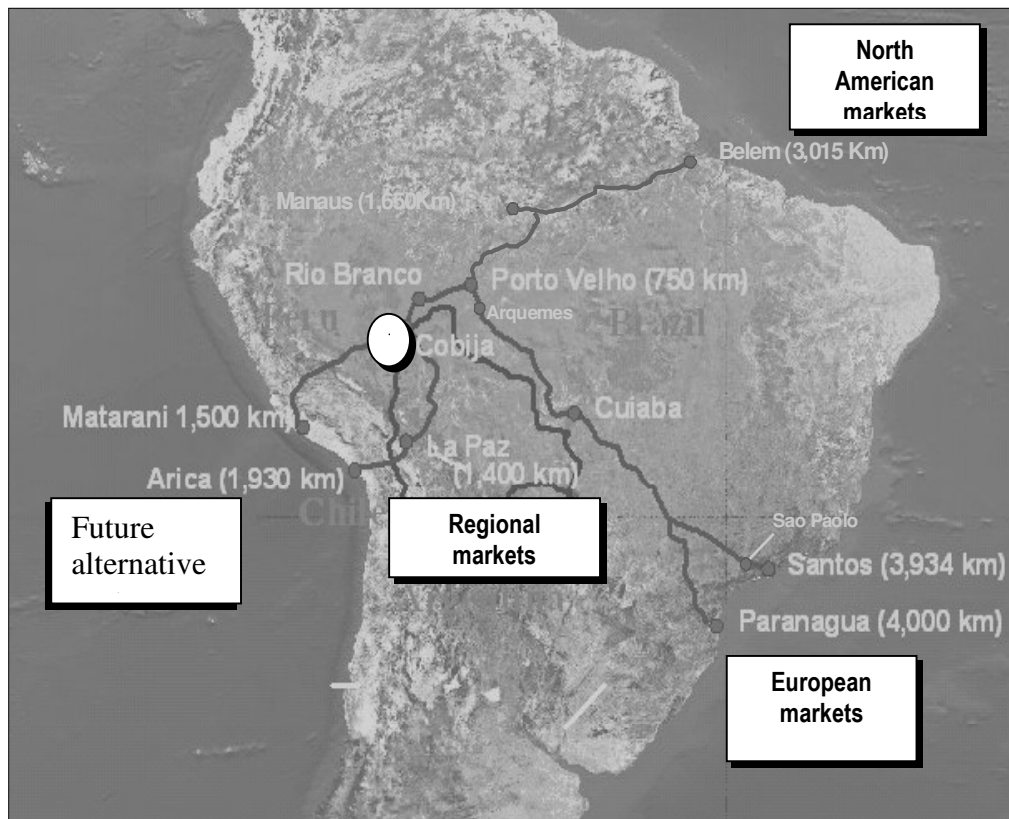 North
American
markets
Belem (3,015 Km)
Manaus (1,650Km)
Rio Branco
Porto Velho (750 km)
Arquemes
Peru
Brazil
Cobija
Matarani 1,500 km)
Cuiaba
La Paz
(1,400 km)
Arica (1,930 km)
Chile
Future
alternative
Regional
markets
Sao Paolo
Santos (3,934 km)
Paranagua (4,000 km)
European
markets